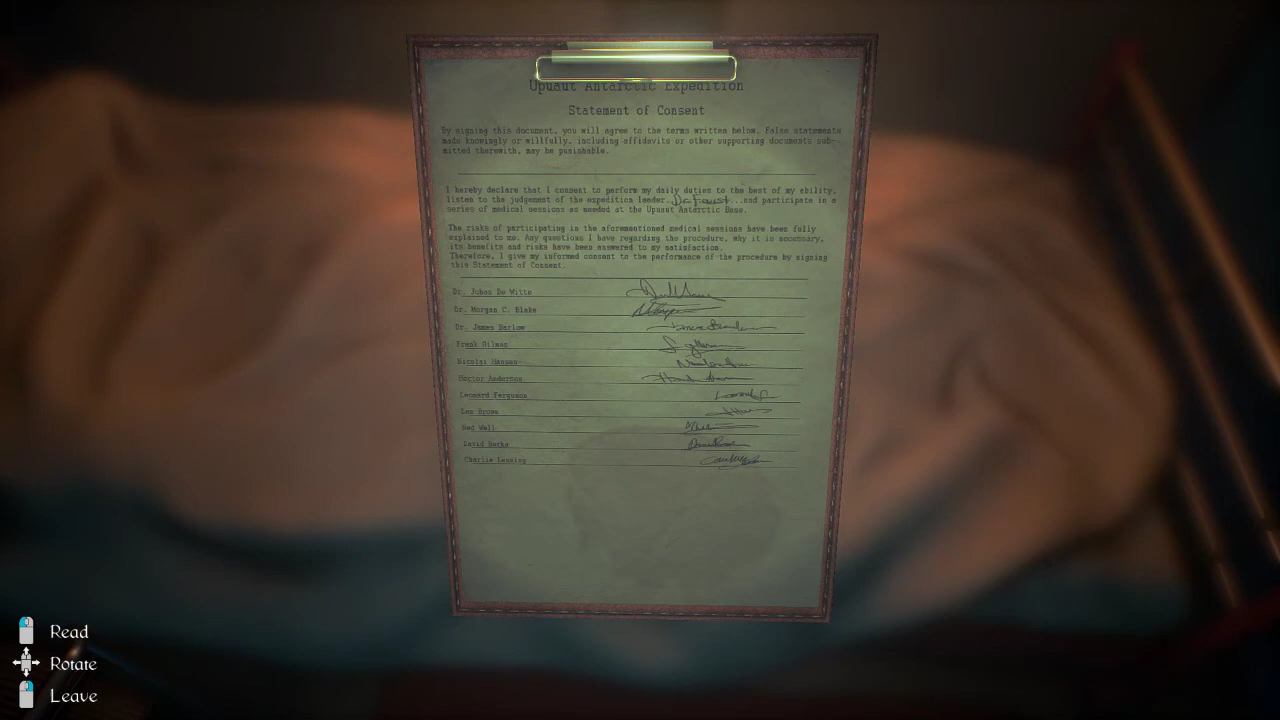 Upuaut Antarctic Expedition
Statement of Consent
By signing this document, you will agree to the terms written below. False statements
made knowingly or willfully, including affidavits or other supporting documents sub-
mitted therewith, may be punishable.
I hereby declare that I consent to perform my daily duties to the best of my ability,
listen to the judgement of the expedition leader...and participate in a
series of medical sessions as needed at the Upuaut Antarctic Base.
The risks of participating in the aforementioned medical sessions have been fully
explained to me. Any questions I have regarding the procedure, why it is necessary,
its benefits and risks have been answered to my satisfaction.
Therefore, I give my informed consent to the performance of the procedure by signing
this Statement of Consent.
Dr. Johan De Witte
Dr. Morgan C. Blake
Dr. James Barlow
Frank Gilman
Nicolai Hansen
Hector Anderson
Leonard Ferguson
Leo Brown
Ned Well
David
Charlie
Read
Rotate
Leave